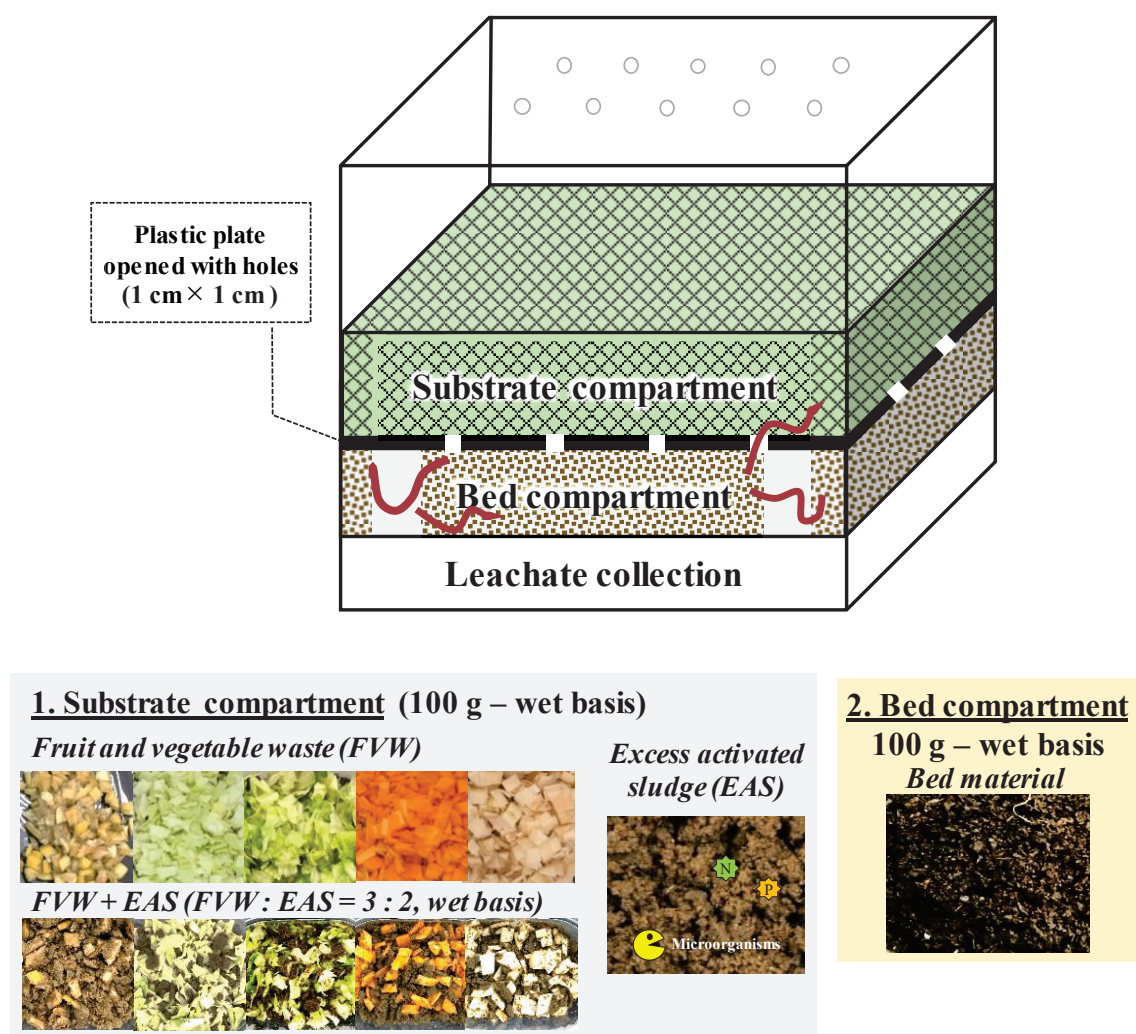 Plastic plate
opened with holes
(1 cm × 1 cm )
Substrate compartment
Bed compartment
Leachate collection
1. Substrate compartment (100 g – wet basis)
Fruit and vegetable waste (FVW)
Excess activated
sludge (EAS)
N
P
Microorganisms
FVW + EAS (FVW : EAS = 3 : 2, wet basis)
2. Bed compartment
100 g – wet basis
Bed material